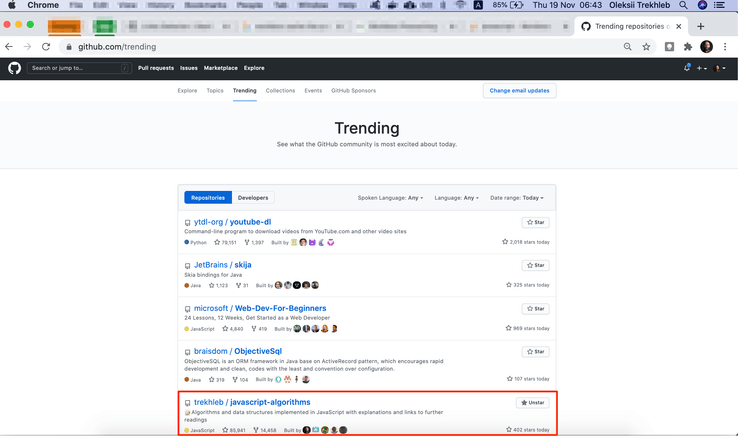 Chrome
85%
Thu 19 Nov 06:43 Oleksii Trekhleb
Trending repositories
github.com/trending
Search or jump to...
/
Pull requests Issues Marketplace Explore
Explore Topics Trending Collections Events GitHub Sponsors
Change email updates
Trending
See what the GitHub community is most excited about today.
Repositories Developers
Spoken Language: Any Language: Any Date range: Today
ytdl-org / youtube-dl
Star
Command-line program to download videos from YouTube.com and other video sites
Python 79,151 1,397 Built by
2,018 stars today
JetBrains / skija
Star
Skia bindings for Java
Java 1,123 31 Built by
325 stars today
microsoft / Web-Dev-For-Beginners
Star
24 Lessons, 12 Weeks, Get Started as a Web Developer
JavaScript 4,840 419 Built by
969 stars today
braisdom / ObjectiveSql
Star
ObjectiveSQL is an ORM framework in Java base on ActiveRecord pattern, which encourages rapid
development and clean, codes with the least and convention over configuration.
Java 319 104 Built by
107 stars today
trekhleb / javascript-algorithms
Unstar
Algorithms and data structures implemented in JavaScript with explanations and links to further
readings
JavaScript 85,941 14,456 Built by
402 stars today